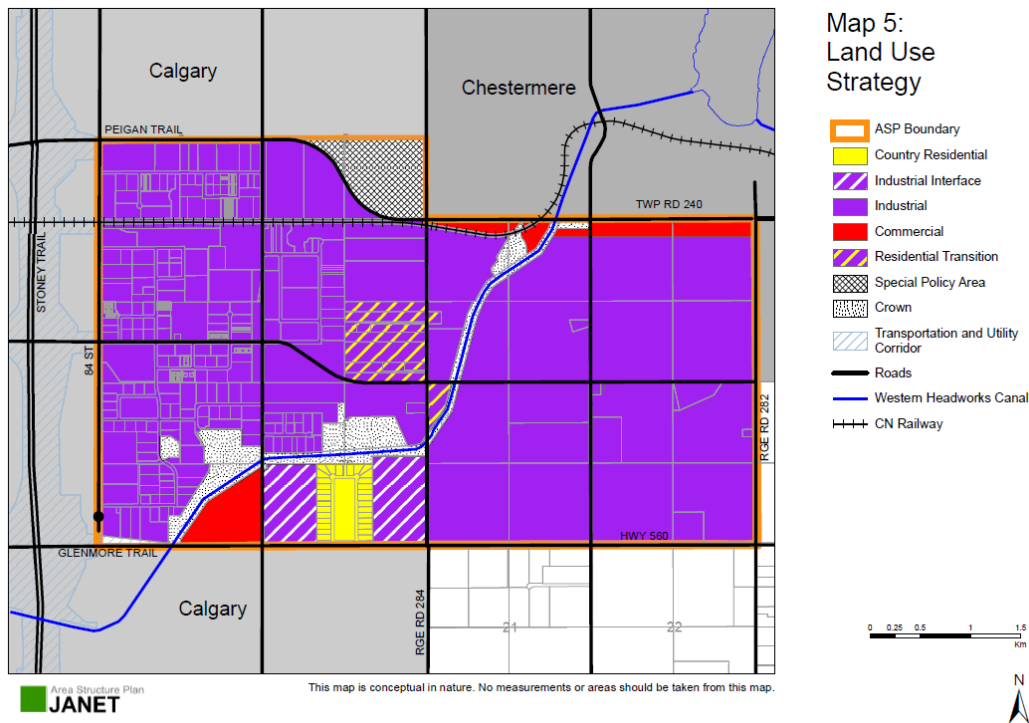 Map 5:
Land Use
Strategy
Calgary
Chestermere
PEIGAN TRAIL
TWP RD 240
STONEY TRAIL
84 ST
RGE RD 282
HWY 560
GLENMORE TRAIL
Calgary
RGE RD 284
21
22
ASP Boundary
Country Residential
Industrial Interface
Industrial
Commercial
Residential Transition
Special Policy Area
Crown
Transportation and Utility
Corridor
Roads
Western Headworks Canal
CN Railway
0 0.25 0.5 1 1.5
Km
N
Area Structure Plan
JANET
This map is conceptual in nature. No measurements or areas should be taken from this map.